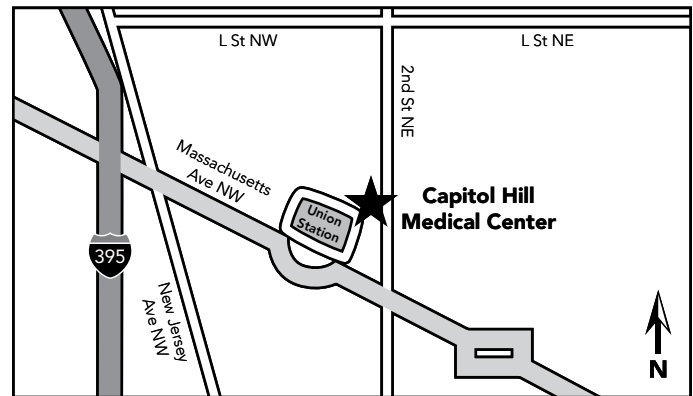 L St NW
L St NE
2nd St NE
Massachusetts
Ave NW
Union
Station
Capitol Hill
Medical Center
395
New Jersey
Ave NW
N